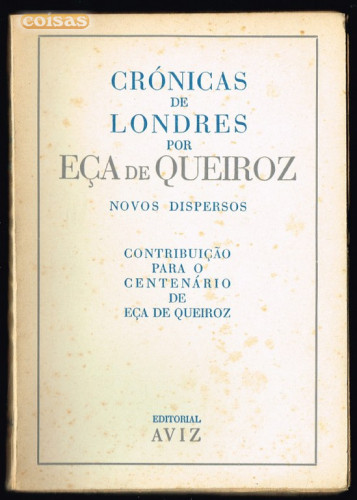 coisas
CRÓNICAS
DE
LONDRES
POR
EÇA DE QUEIROZ
NOVOS DISPERSOS
CONTRIBUIÇÃO
PARA O
CENTENÁRIO
DE
EÇA DE QUEIROZ
EDITORIAL
AVIZ